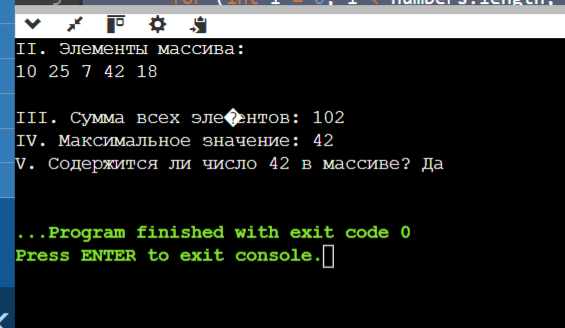 for (int i = 0; i < numbers.length;
II. Элементы массива:
10 25 7 42 18
III. Сумма всех эле�ентов: 102
IV. Максимальное значение: 42
V. Содержится ли число 42 в массиве? Да
...Program finished with exit code 0
Press ENTER to exit console.